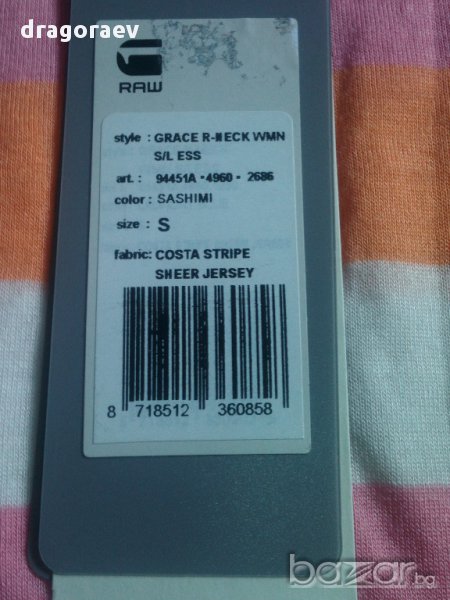 dragoraev
RAW
style : GRACE R-NECK WMN
S/L ESS
art.: 94451A - 4960 - 2686
color : SASHIMI
size : S
fabric: COSTA STRIPE
SHEER JERSEY
8 718512 360858
bazar.bg